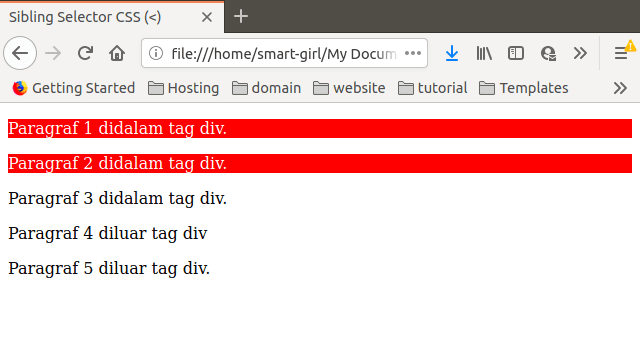 Sibling Selector CSS (<)
file:///home/smart-girl/My Docum
Getting Started Hosting domain website tutorial Templates
Paragraf 1 didalam tag div.
Paragraf 2 didalam tag div.
Paragraf 3 didalam tag div.
Paragraf 4 diluar tag div
Paragraf 5 diluar tag div.